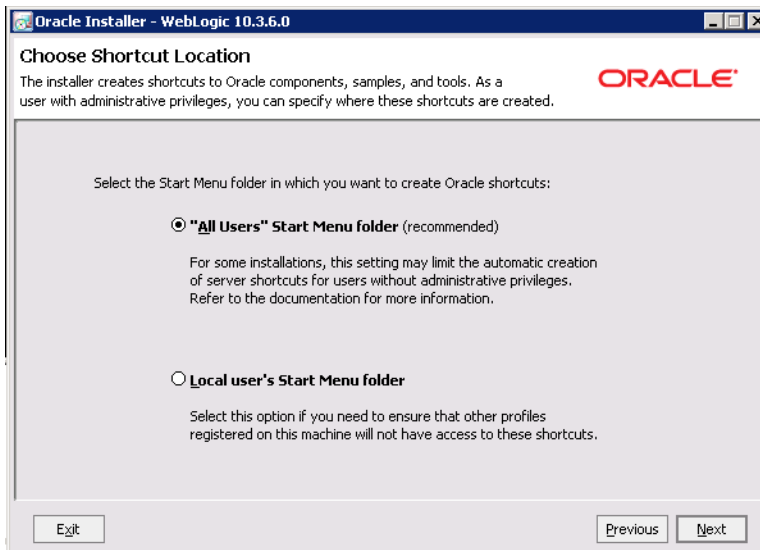 Oracle Installer - WebLogic 10.3.6.0
Choose Shortcut Location
The installer creates shortcuts to Oracle components, samples, and tools. As a
user with administrative privileges, you can specify where these shortcuts are created.
ORACLE
Select the Start Menu folder in which you want to create Oracle shortcuts:
"All Users" Start Menu folder (recommended)
For some installations, this setting may limit the automatic creation
of server shortcuts for users without administrative privileges.
Refer to the documentation for more information.
Local user's Start Menu folder
Select this option if you need to ensure that other profiles
registered on this machine will not have access to these shortcuts.
Exit
Previous
Next